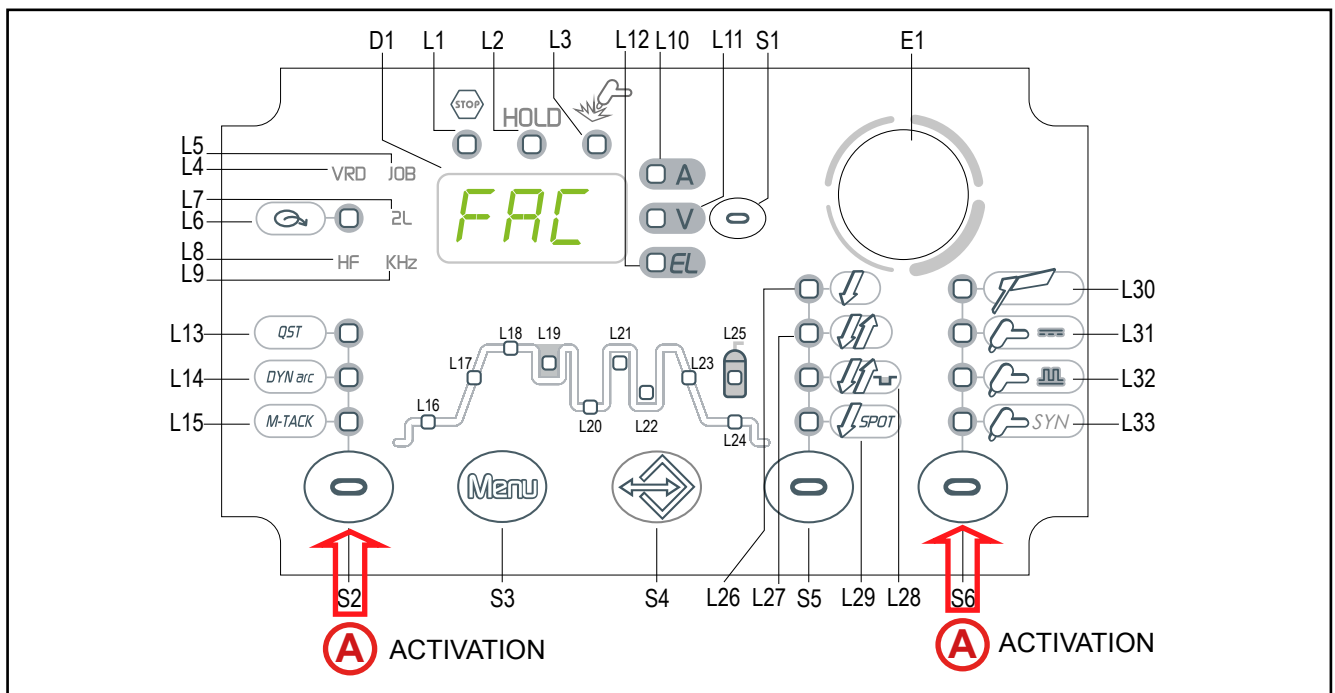 D1 L1 L2 L3 L12 L10 L11 S1 E1
STOP
HOLD
L5
L4 VRD JOB
A
L7
L6 2L
FAC
V
L8 HF KHz
L9
EL
L30
L13 QST
L18 L19 L21 L25
L31
L14 DYN arc
L17 L23
L32
L15 M-TACK
L16 L20 L22 L24
SPOT
SYN L33
Menu
S2 S3 S4 L26 L27 S5 L29 L28 S6
A ACTIVATION A ACTIVATION